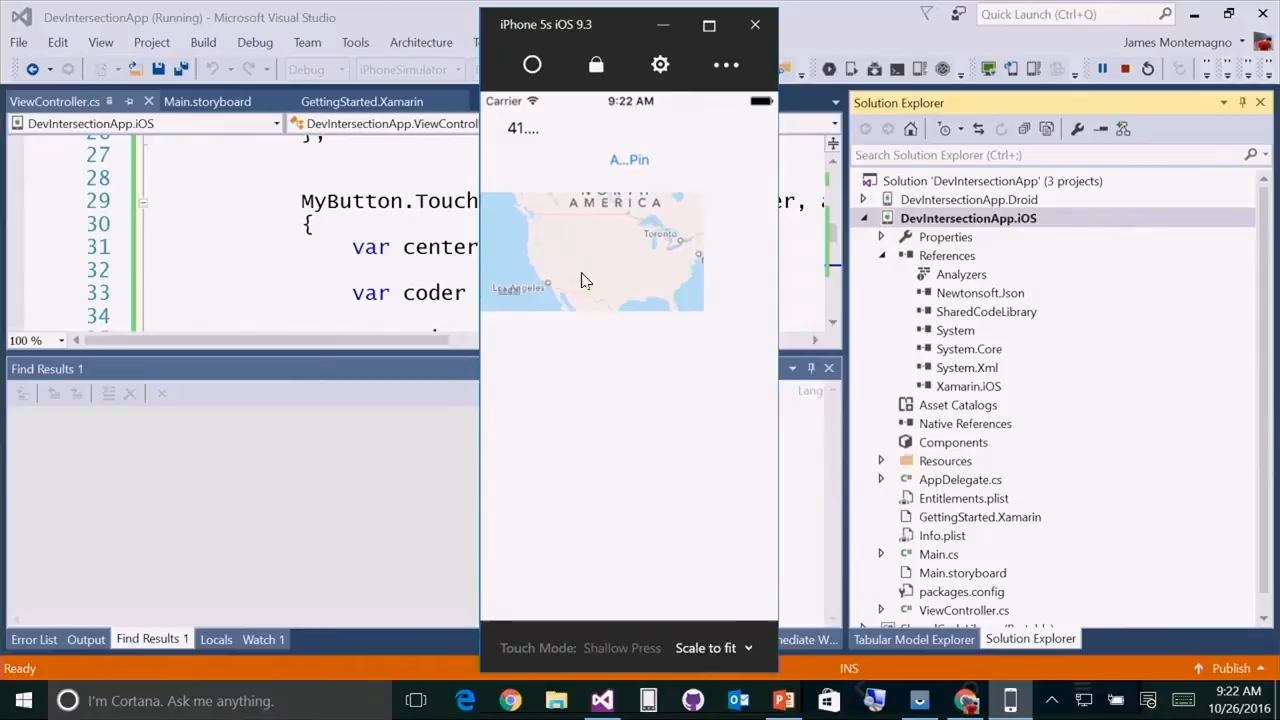 DevIntersectionApp (Running) - Microsoft Visual Studio
Quick Launch (Ctrl+Q)
File Edit View Project Build Debug Team Tools Architecture
James Montemagno
Debug iPhoneSimulator
ViewController.cs Main.storyboard GettingStarted.Xamarin
DevIntersectionApp.iOS DevIntersectionApp.ViewControl
27
28
29 MyButton.Touch
30 {
31 var center
32
33 var coder
34
100 %
Find Results 1
Lang
Error List Output Find Results 1 Locals Watch 1
iPhone 5s iOS 9.3
Carrier 9:22 AM
41....
A...Pin
NORTH
AMERICA
Toronto
Los Angeles
Touch Mode: Shallow Press Scale to fit
Solution Explorer
Search Solution Explorer (Ctrl+;)
Solution 'DevIntersectionApp' (3 projects)
DevIntersectionApp.Droid
DevIntersectionApp.iOS
Properties
References
Analyzers
Newtonsoft.Json
SharedCodeLibrary
System
System.Core
System.Xml
Xamarin.iOS
Asset Catalogs
Native References
Components
Resources
AppDelegate.cs
Entitlements.plist
GettingStarted.Xamarin
Info.plist
Main.cs
Main.storyboard
packages.config
ViewController.cs
mediate W... Tabular Model Explorer Solution Explorer
Ready INS Publish
I'm Cortana. Ask me anything.
9:22 AM
10/26/2016